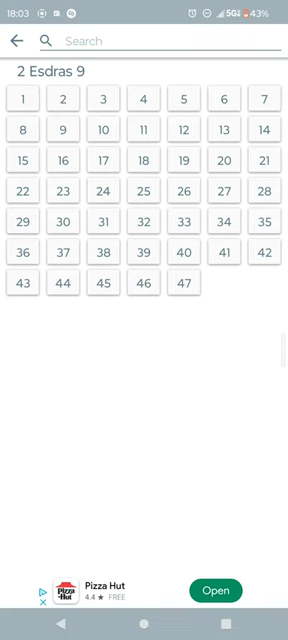 18:03 5G 43%
Search
2 Esdras 9
1 2 3 4 5 6 7
8 9 10 11 12 13 14
15 16 17 18 19 20 21
22 23 24 25 26 27 28
29 30 31 32 33 34 35
36 37 38 39 40 41 42
43 44 45 46 47
Pizza Hut
Pizza Hut
4.4 ★ FREE
Open